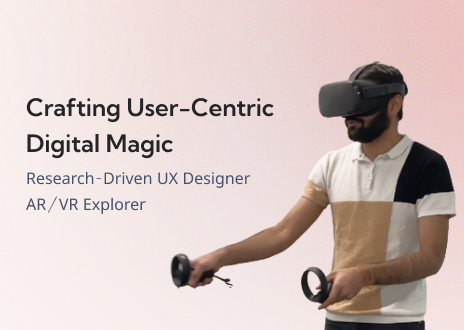 Crafting User-Centric
Digital Magic
Research-Driven UX Designer
AR/VR Explorer